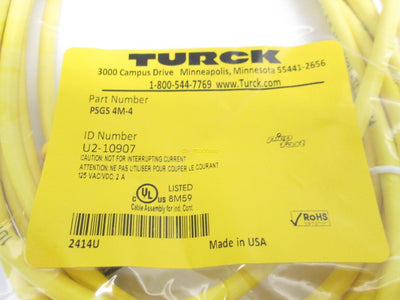 TURCK
3000 Campus Drive Minneapolis, Minnesota 55441-2656
1-800-544-7769 www.Turck.com
Part Number
PSGS 4M-4
ID Number
U2-10907
CAUTION: NOT FOR INTERRUPTING CURRENT
ATTENTION: NE PAS UTILISER POUR COUPER LE COURANT
125 VAC/VDC; 2 A
C UL US LISTED
8M59
Cable Assembly for Ind. Cont.
RoHS
2414U
Made in USA